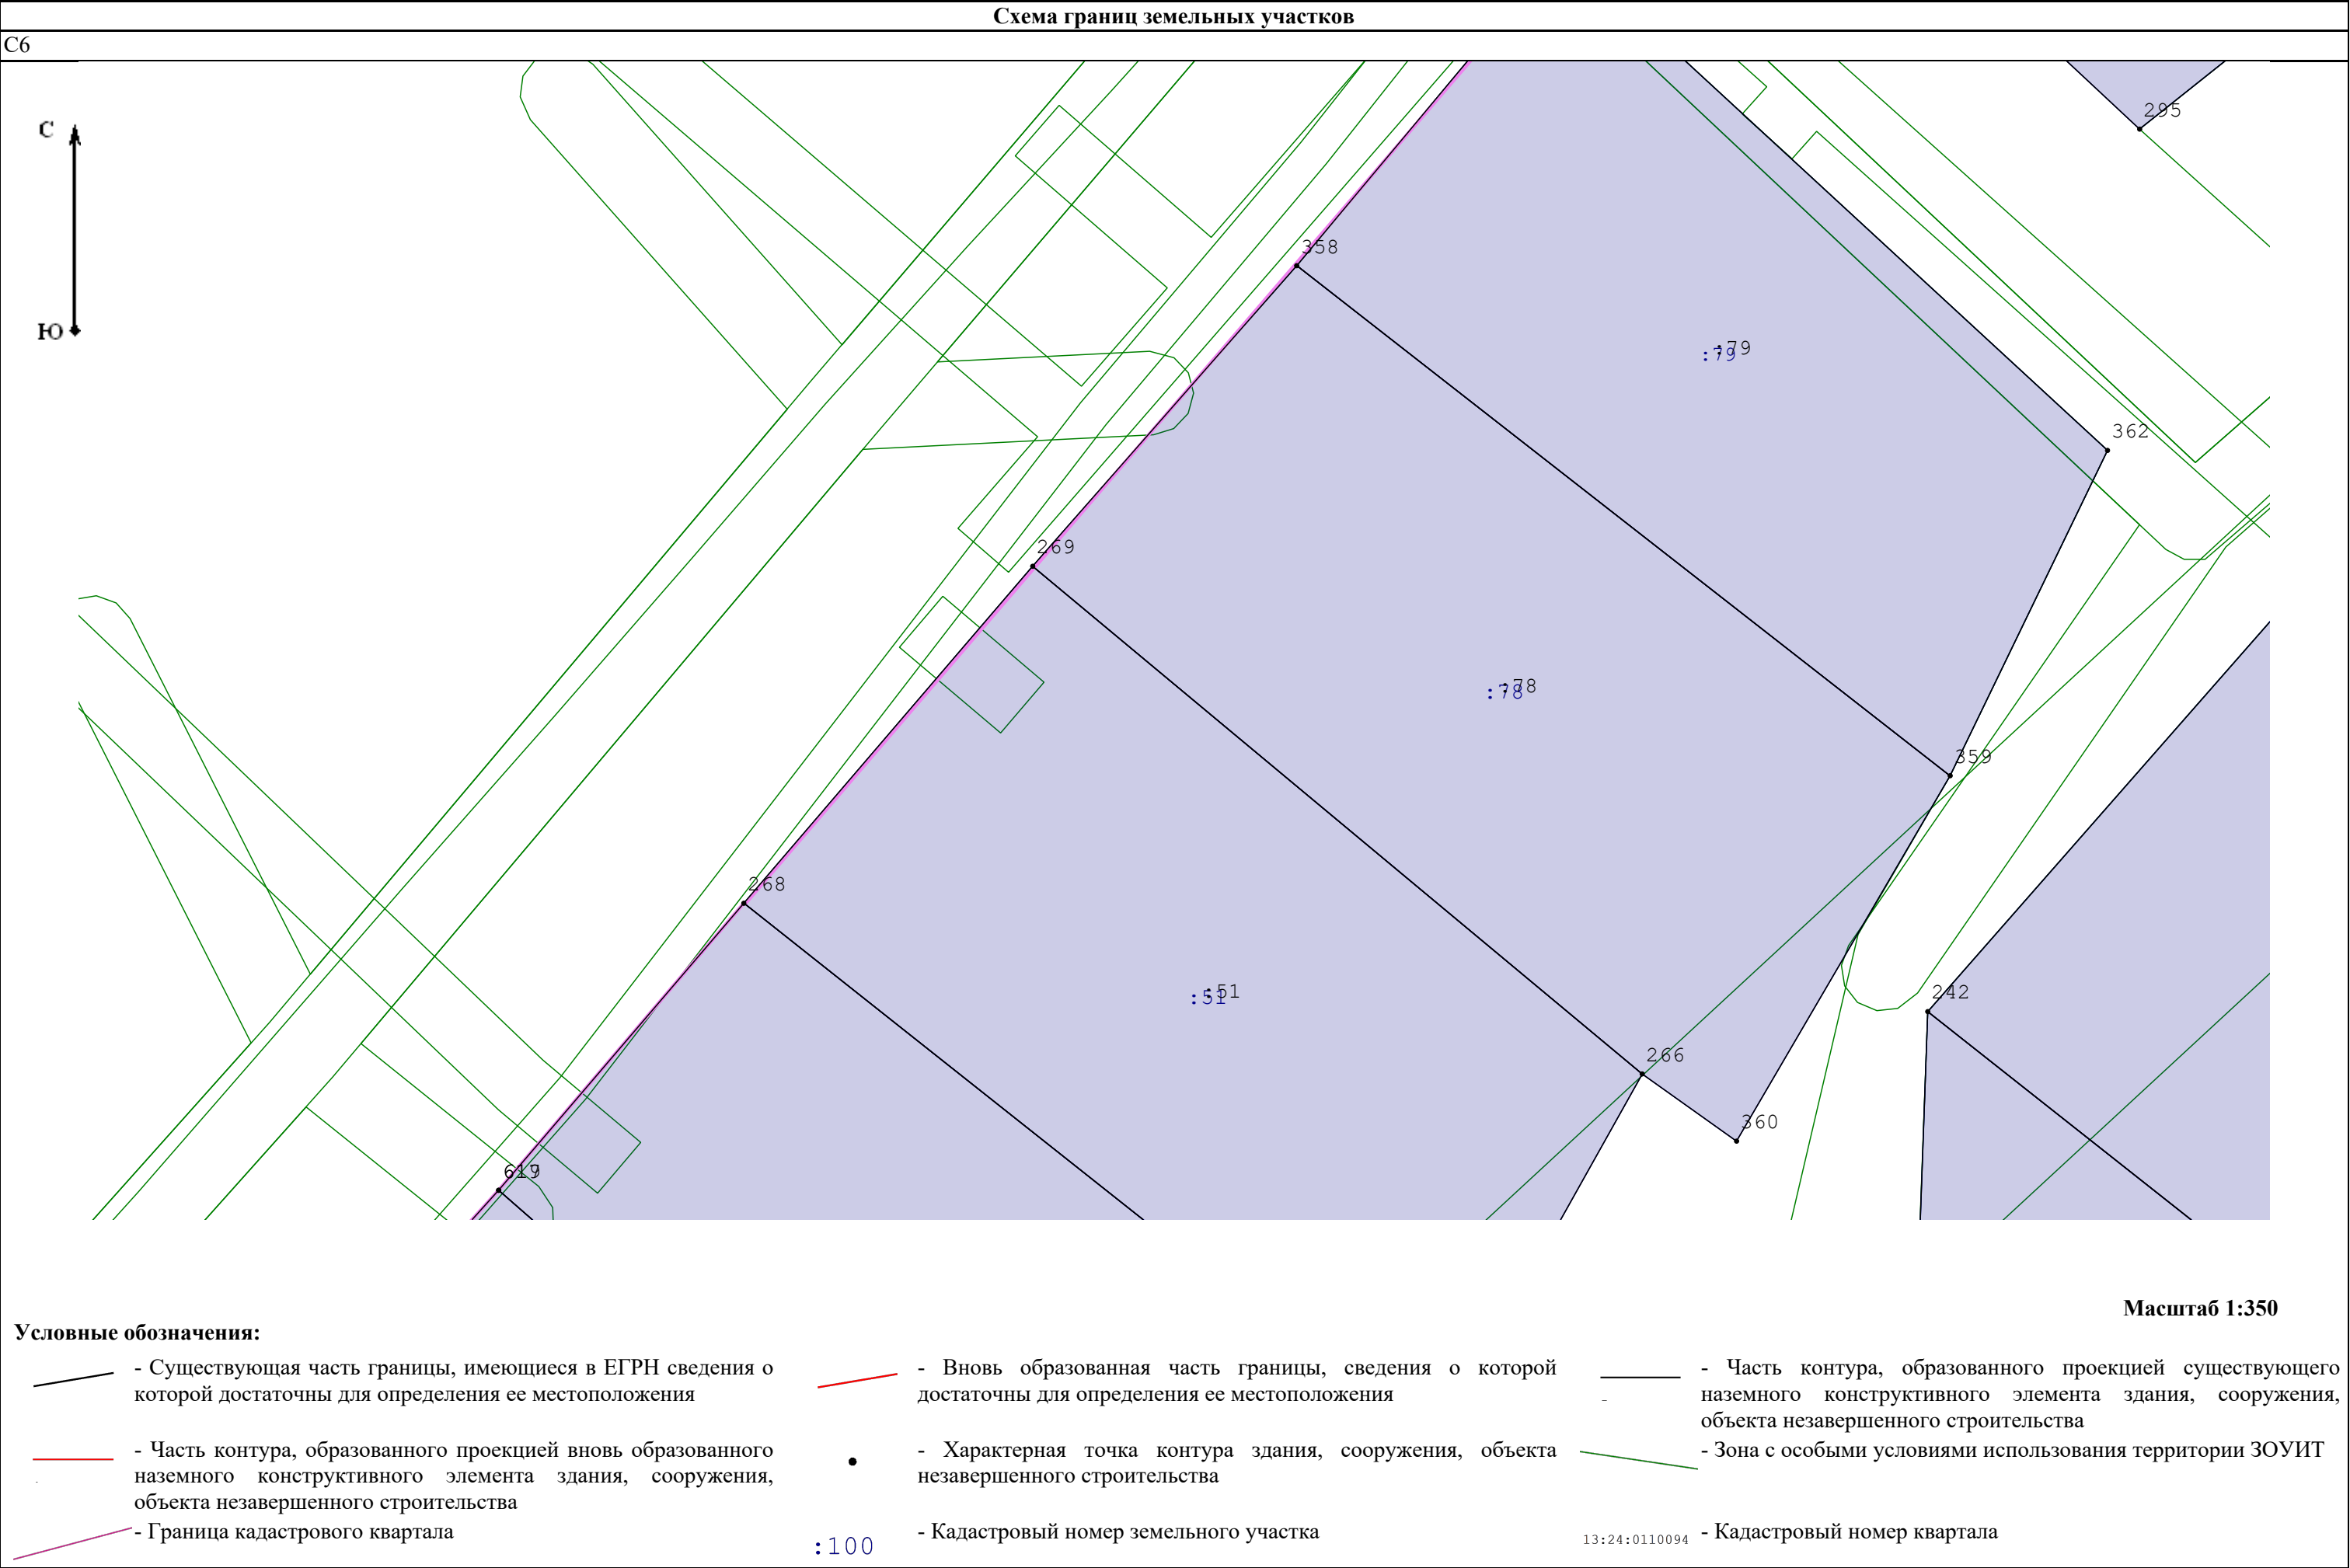 Схема границ земельных участков
С6
295
С
358
Ю
:79
:79
362
269
:78
:78
359
268
:51
:51
242
266
360
Масштаб 1:350
Условные обозначения:
- Существующая часть границы, имеющиеся в ЕГРН сведения о
которой достаточны для определения ее местоположения
- Вновь образованная часть границы, сведения о которой
достаточны для определения ее местоположения
- Часть контура, образованного проекцией существующего
наземного конструктивного элемента здания, сооружения,
объекта незавершенного строительства
- Часть контура, образованного проекцией вновь образованного
наземного конструктивного элемента здания, сооружения,
объекта незавершенного строительства
- Характерная точка контура здания, сооружения, объекта
незавершенного строительства
- Зона с особыми условиями использования территории ЗОУИТ
- Граница кадастрового квартала
:100
- Кадастровый номер земельного участка
13:24:0110094
- Кадастровый номер квартала